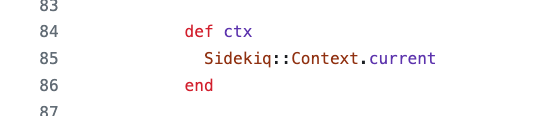 83
84 def ctx
85 Sidekiq::Context.current
86 end
87